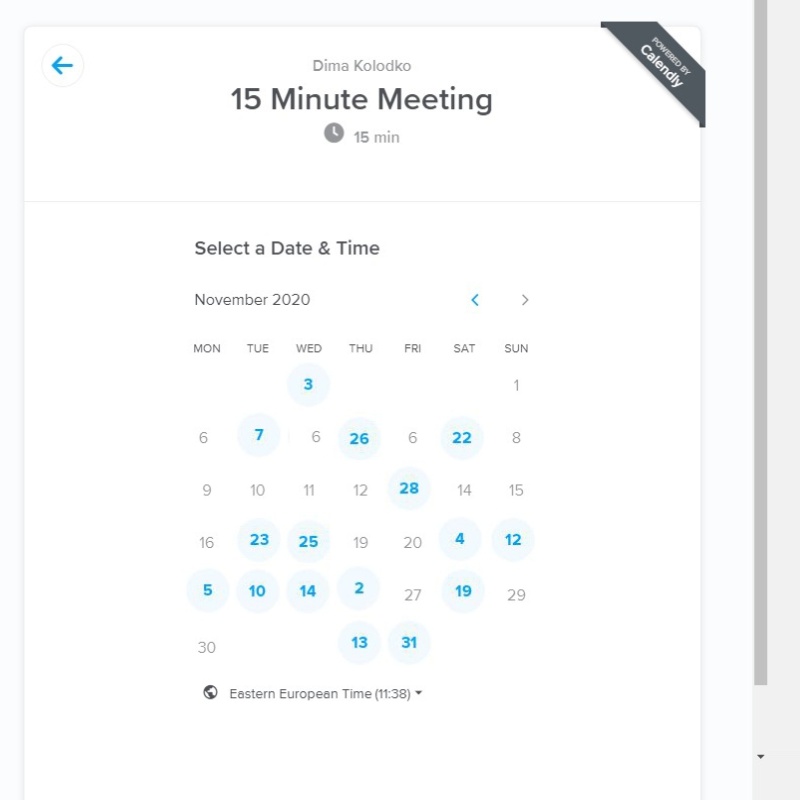 POWERED BY
Calendly
Dima Kolodko
15 Minute Meeting
15 min
Select a Date & Time
November 2020
MON TUE WED THU FRI SAT SUN
3 1
6 7 6 26 6 22 8
9 10 11 12 28 14 15
16 23 25 19 20 4 12
5 10 14 2 27 19 29
30 13 31
Eastern European Time (11:38)